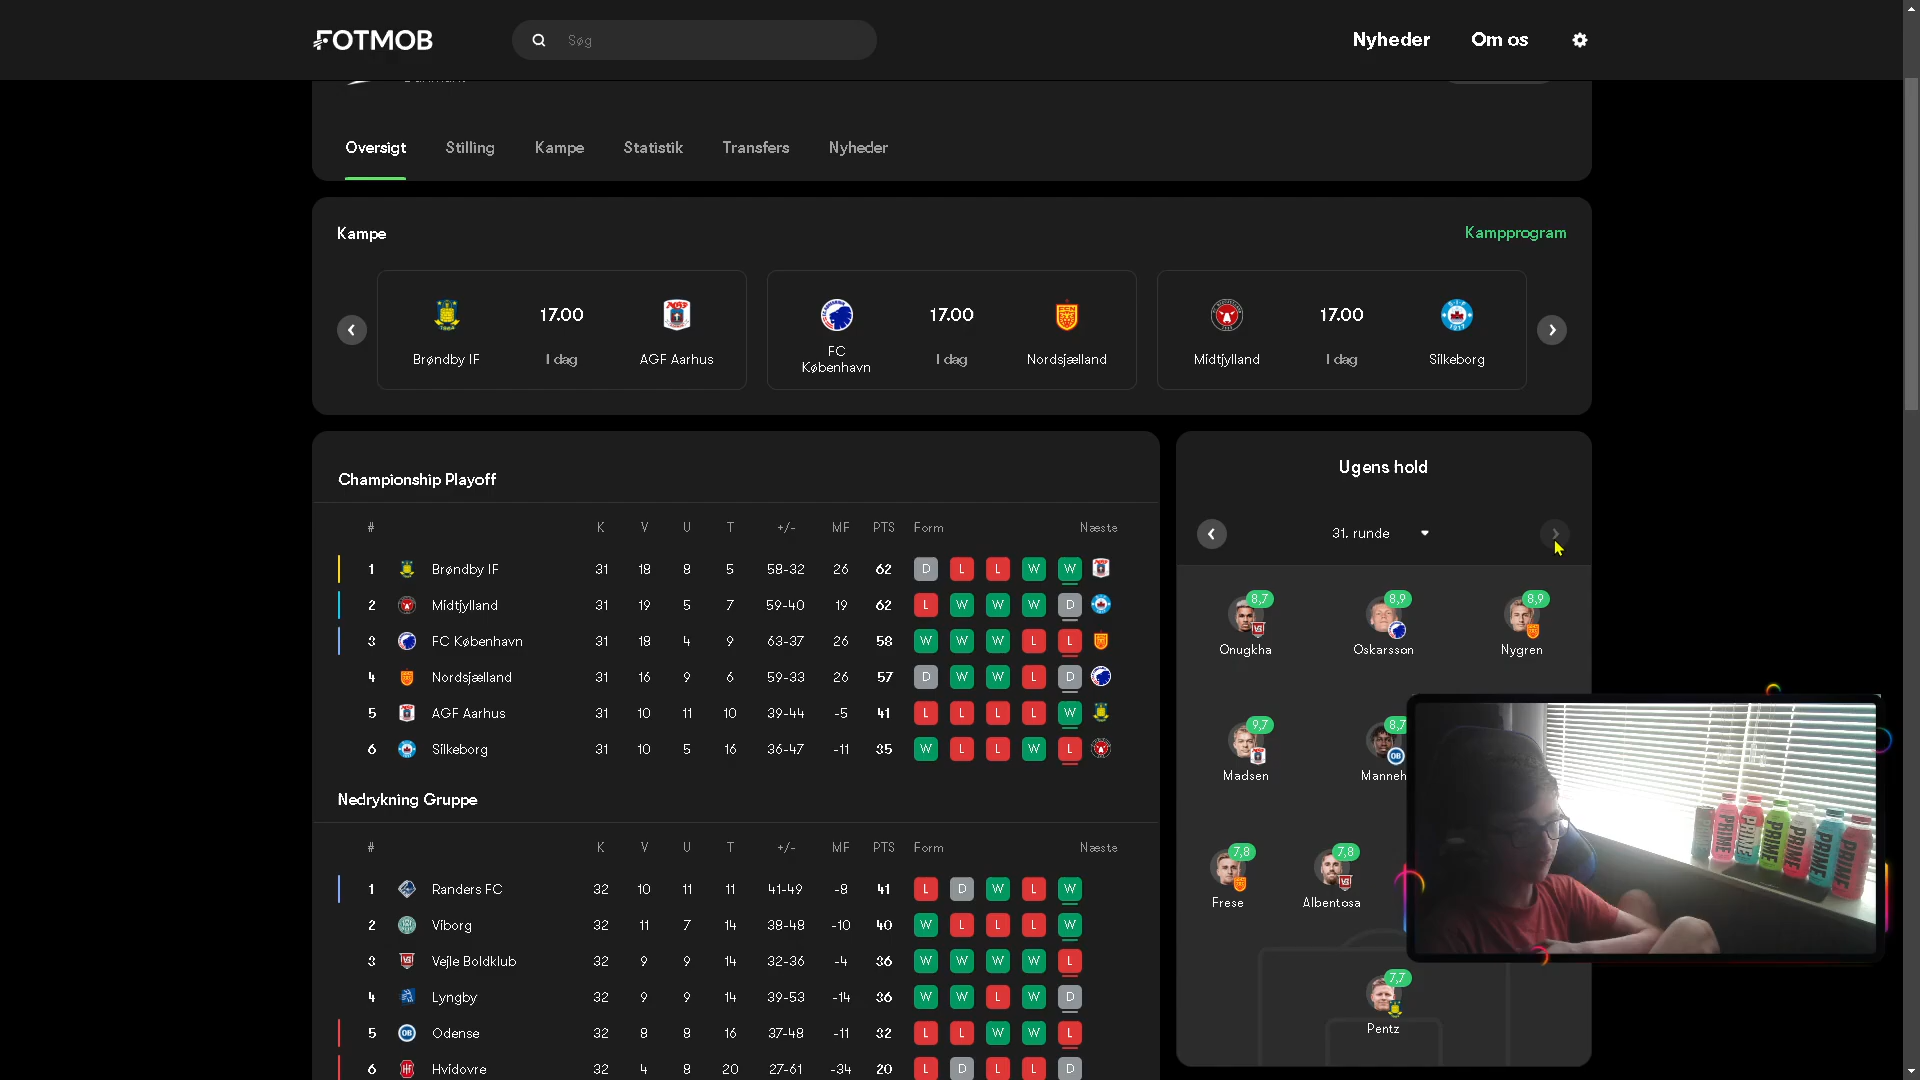 FOTMOB
Søg
Nyheder
Om os
Oversigt
Stilling
Kampe
Statistik
Transfers
Nyheder
Kampe
Kampprogram
Brøndby IF
17.00
I dag
AGF Aarhus
FC
København
17.00
I dag
Nordsjælland
Midtjylland
17.00
I dag
Silkeborg
Championship Playoff
# K V U T +/- MF PTS Form Næste
1 Brøndby IF 31 18 8 5 58-32 26 62 D L L W W
2 Midtjylland 31 19 5 7 59-40 19 62 L W W W D
3 FC København 31 18 4 9 63-37 26 58 W W W L L
4 Nordsjælland 31 16 9 6 59-33 26 57 D W W L D
5 AGF Aarhus 31 10 11 10 39-44 -5 41 L L L L W
6 Silkeborg 31 10 5 16 36-47 -11 35 W L L W L
Nedrykning Gruppe
# K V U T +/- MF PTS Form Næste
1 Randers FC 32 10 11 11 41-49 -8 41 L D W L W
2 Viborg 32 11 7 14 38-48 -10 40 W L L L W
3 Vejle Boldklub 32 9 9 14 32-36 -4 36 W W W W L
4 Lyngby 32 9 9 14 39-53 -14 36 W W L W D
5 Odense 32 8 8 16 37-48 -11 32 L L W W L
6 Hvidovre 32 4 8 20 27-61 -34 20 L D L L D
Ugens hold
31. runde
8,7 8,9 8,9
Onugkha Oskarsson Nygren
9,7 8,7
Madsen Manneh
7,8 7,8
Frese Albentosa
7,7
Pentz
PRIME PRIME PRIME PRIME PRIME PRIME